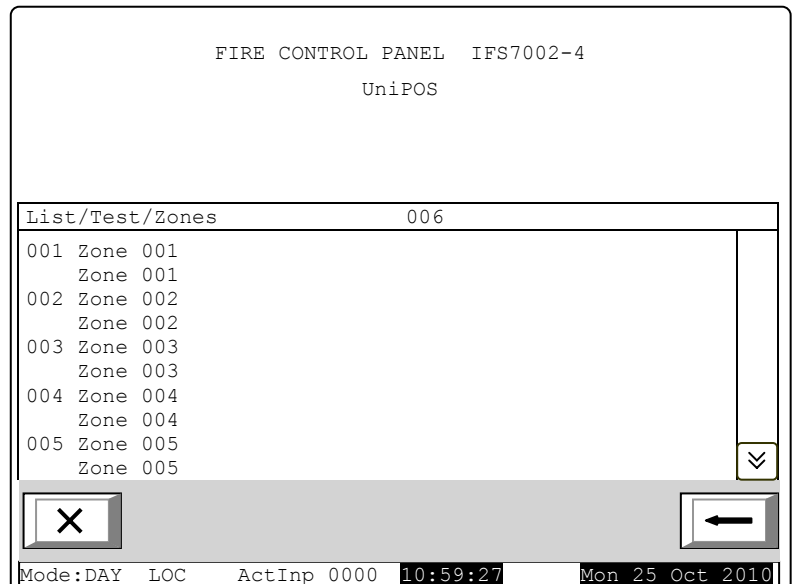 FIRE CONTROL PANEL IFS7002-4
UniPOS
List/Test/Zones 006
001 Zone 001
Zone 001
002 Zone 002
Zone 002
003 Zone 003
Zone 003
004 Zone 004
Zone 004
005 Zone 005
Zone 005
Mode:DAY LOC ActInp 0000 10:59:27 Mon 25 Oct 2010